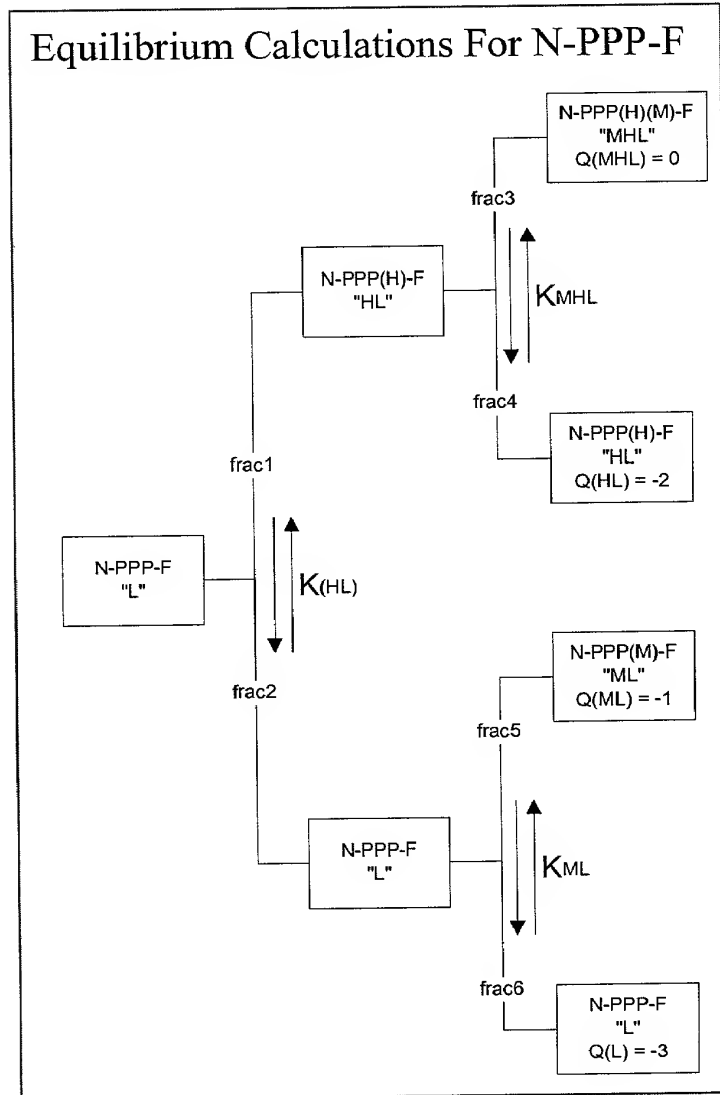 Equilibrium Calculations For N-PPP-F
N-PPP(H)(M)-F
"MHL"
Q(MHL) = 0
frac3
N-PPP(H)-F
"HL"
KMHL
frac4
N-PPP(H)-F
"HL"
Q(HL) = -2
frac1
N-PPP-F
"L"
K(HL)
frac2
N-PPP(M)-F
"ML"
Q(ML) = -1
frac5
N-PPP-F
"L"
KML
frac6
N-PPP-F
"L"
Q(L) = -3